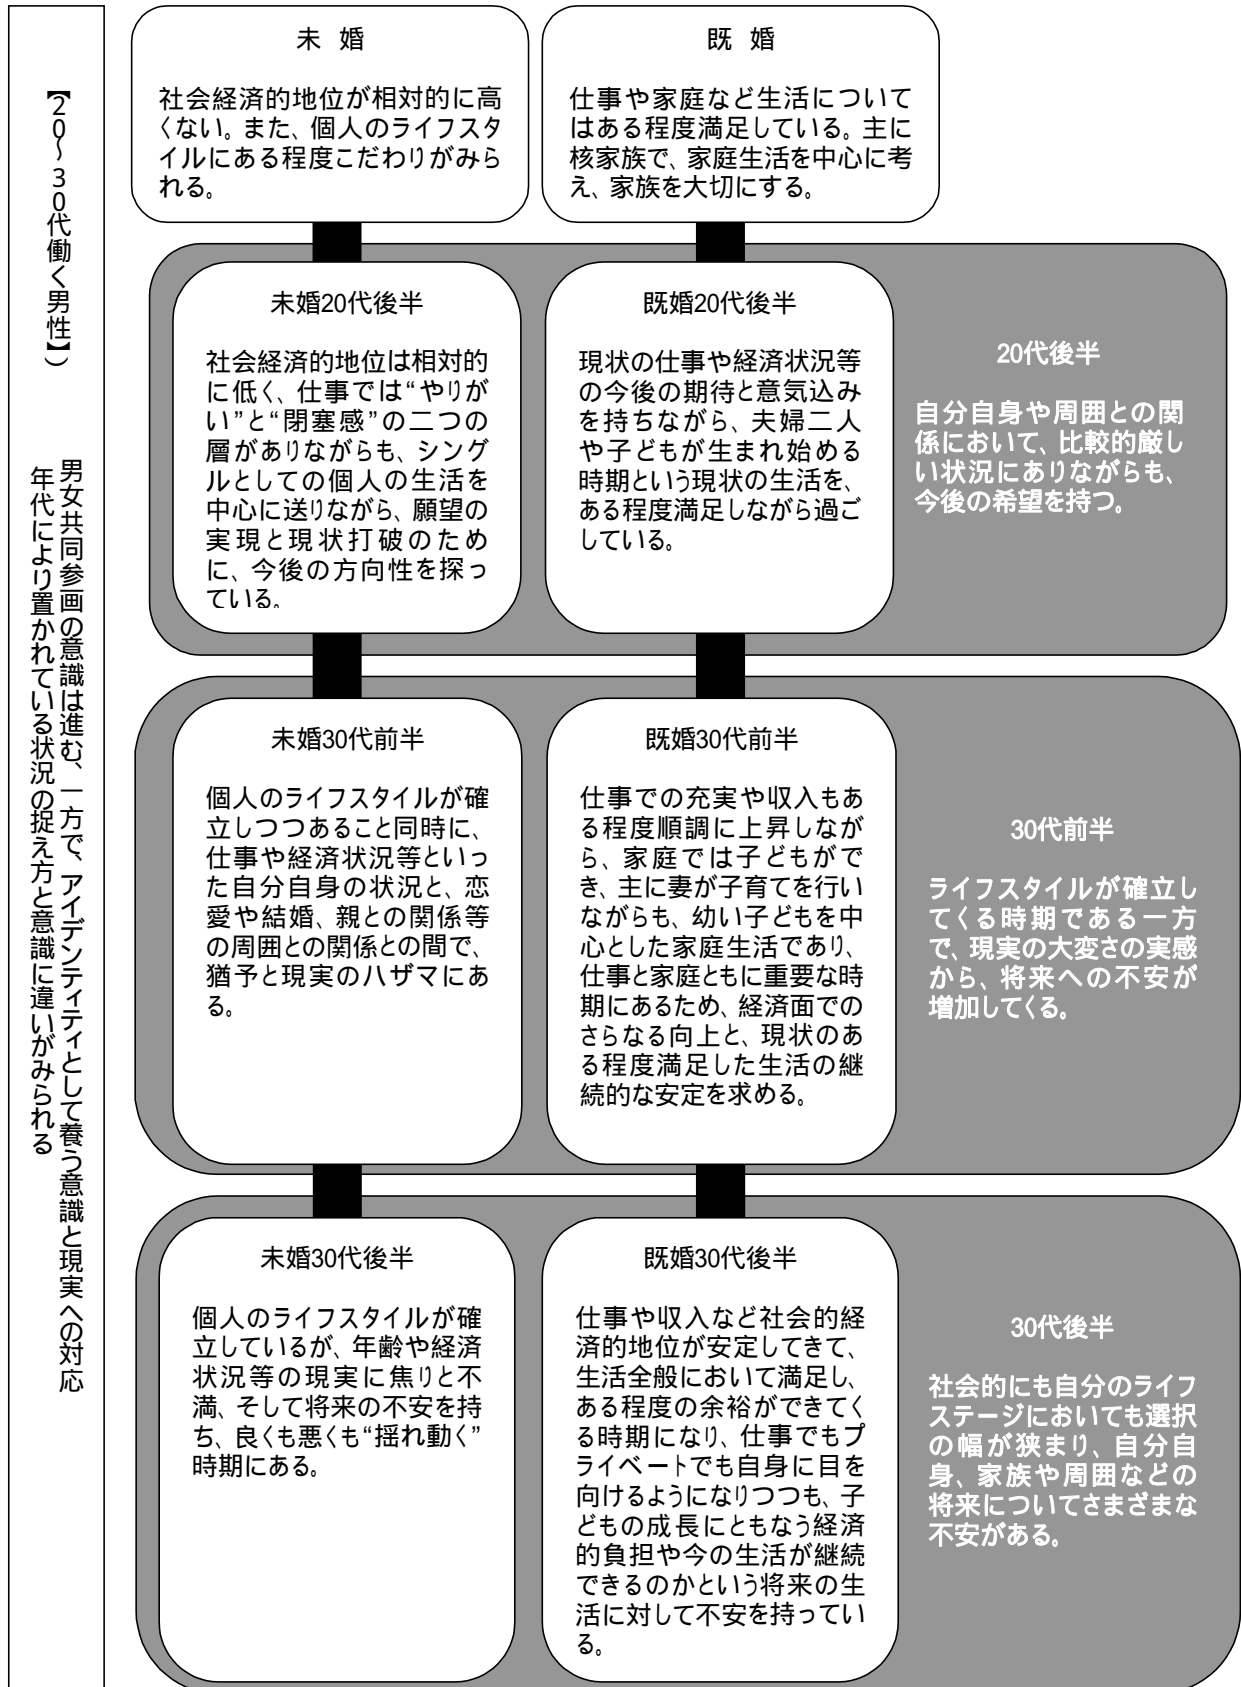 【20～30代働く男性】）
男女共同参画の意識は進む、一方で、アイデンティティとして養う意識と現実への対応
年代により置かれている状況の捉え方と意識に違いがみられる
未 婚
社会経済的地位が相対的に高
くない。また、個人のライフスタ
イルにある程度こだわりがみら
れる。
既 婚
仕事や家庭など生活について
はある程度満足している。主に
核家族で、家庭生活を中心に考
え、家族を大切にする。
未婚20代後半
社会経済的地位は相対的
に低く、仕事では“やりが
い”と“閉塞感”の二つの
層がありながらも、シング
ルとしての個人の生活を
中心に送りながら、願望の
実現と現状打破のため
に、今後の方向性を探っ
ている。
既婚20代後半
現状の仕事や経済状況等
の今後の期待と意気込み
を持ちながら、夫婦二人
や子どもが生まれ始める
時期という現状の生活を、
ある程度満足しながら過ご
している。
20代後半
自分自身や周囲との関
係において、比較的厳し
い状況にありながらも、
今後の希望を持つ。
未婚30代前半
個人のライフスタイルが確
立しつつあること同時に、
仕事や経済状況等といっ
た自分自身の状況と、恋
愛や結婚、親との関係等
の周囲との関係との間で、
猶予と現実のハザマにあ
る。
既婚30代前半
仕事での充実や収入もあ
る程度順調に上昇しなが
ら、家庭では子どもがで
き、主に妻が子育てを行い
ながらも、幼い子どもを中
心とした家庭生活であり、
仕事と家庭ともに重要な時
期にあるため、経済面での
さらなる向上と、現状のあ
る程度満足した生活の継
続的な安定を求める。
30代前半
ライフスタイルが確立し
てくる時期である一方
で、現実の大変さの実感
から、将来への不安が
増加してくる。
未婚30代後半
個人のライフスタイルが確
立しているが、年齢や経済
状況等の現実に焦りと不
満、そして将来の不安を持
ち、良くも悪くも“揺れ動く”
時期にある。
既婚30代後半
仕事や収入など社会的経
済的地位が安定してきて、
生活全般において満足し、
ある程度の余裕ができてく
る時期になり、仕事でもプ
ライベートでも自身に目を
向けるようになりつつも、子
どもの成長にともなう経済
的負担や今の生活が継続
できるのかという将来の生
活に対して不安を持ってい
る。
30代後半
社会的にも自分のライフ
ステージにおいても選択
の幅が狭まり、自分自
身、家族や周囲などの
将来についてさまざまな
不安がある。